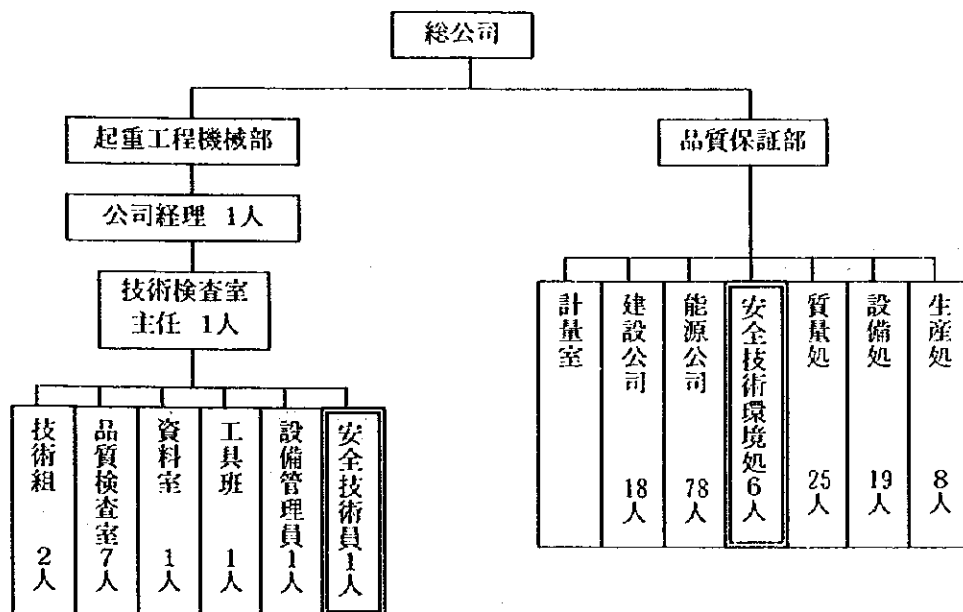 総公司
起重工程機械部
品質保証部
公司経理 1人
技術検査室
主任 1人
技術組 2人
品質検査室7人
資料室 1人
工具班 1人
設備管理員1人
安全技術員1人
計量室
建設公司 18人
能源公司 78人
安全技術環境処6人
質量処 25人
設備処 19人
生産処 8人